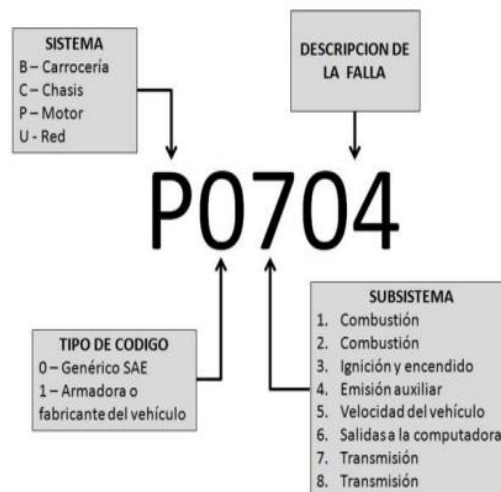 SISTEMA
B – Carrocería
C – Chasis
P – Motor
U - Red
DESCRIPCION DE
LA FALLA
P0704
TIPO DE CODIGO
0 – Genérico SAE
1 – Armadora o
fabricante del vehículo
SUBSISTEMA
1. Combustión
2. Combustión
3. Ignición y encendido
4. Emisión auxiliar
5. Velocidad del vehículo
6. Salidas a la computadora
7. Transmisión
8. Transmisión